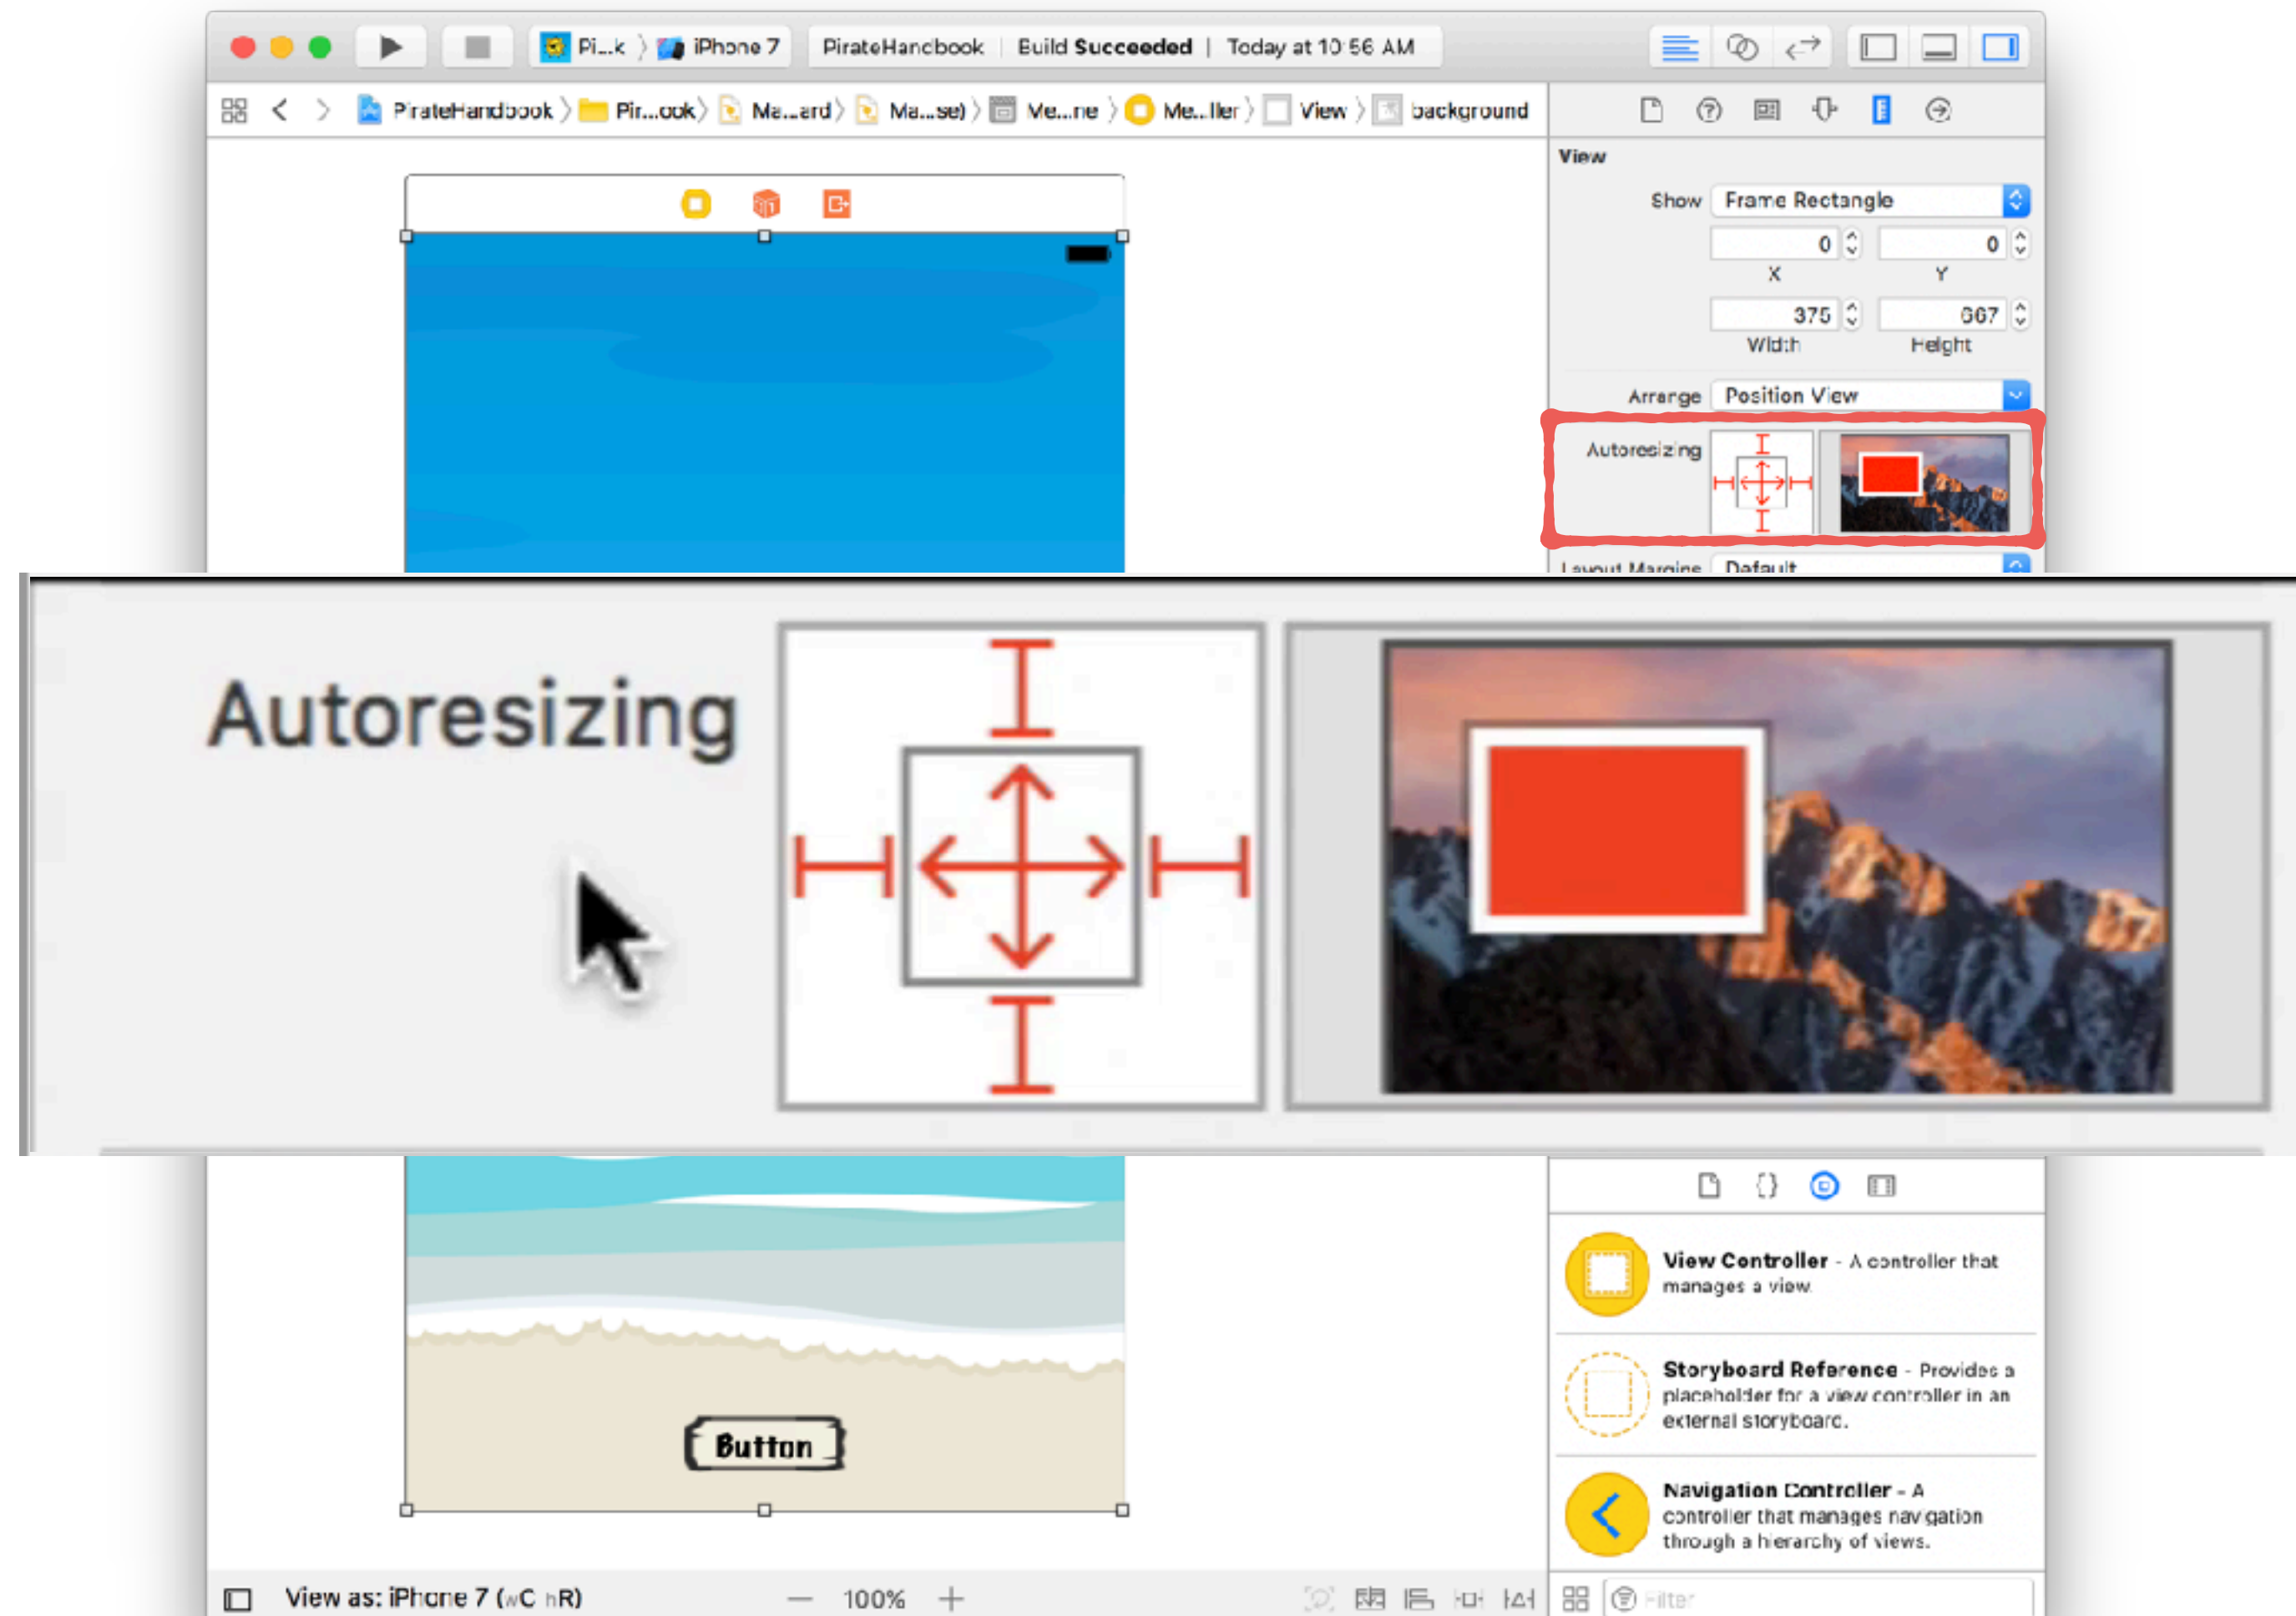 Pi...k 〉 iPhone 7
PirateHandbook | Build Succeeded | Today at 10:56 AM
PirateHandbook 〉 Pir...ook 〉 Ma...ard 〉 Ma...se) 〉 Me...ne 〉 Me...ller 〉 View 〉 background
View
Show Frame Rectangle
0 0
X Y
375 667
Width Height
Arrange Position View
Autoresizing
Layout Margins Default
Autoresizing
Button
View Controller - A controller that
manages a view.
Storyboard Reference - Provides a
placeholder for a view controller in an
external storyboard.
Navigation Controller - A
controller that manages navigation
through a hierarchy of views.
View as: iPhone 7 (wC hR)
— 100% +
Filter